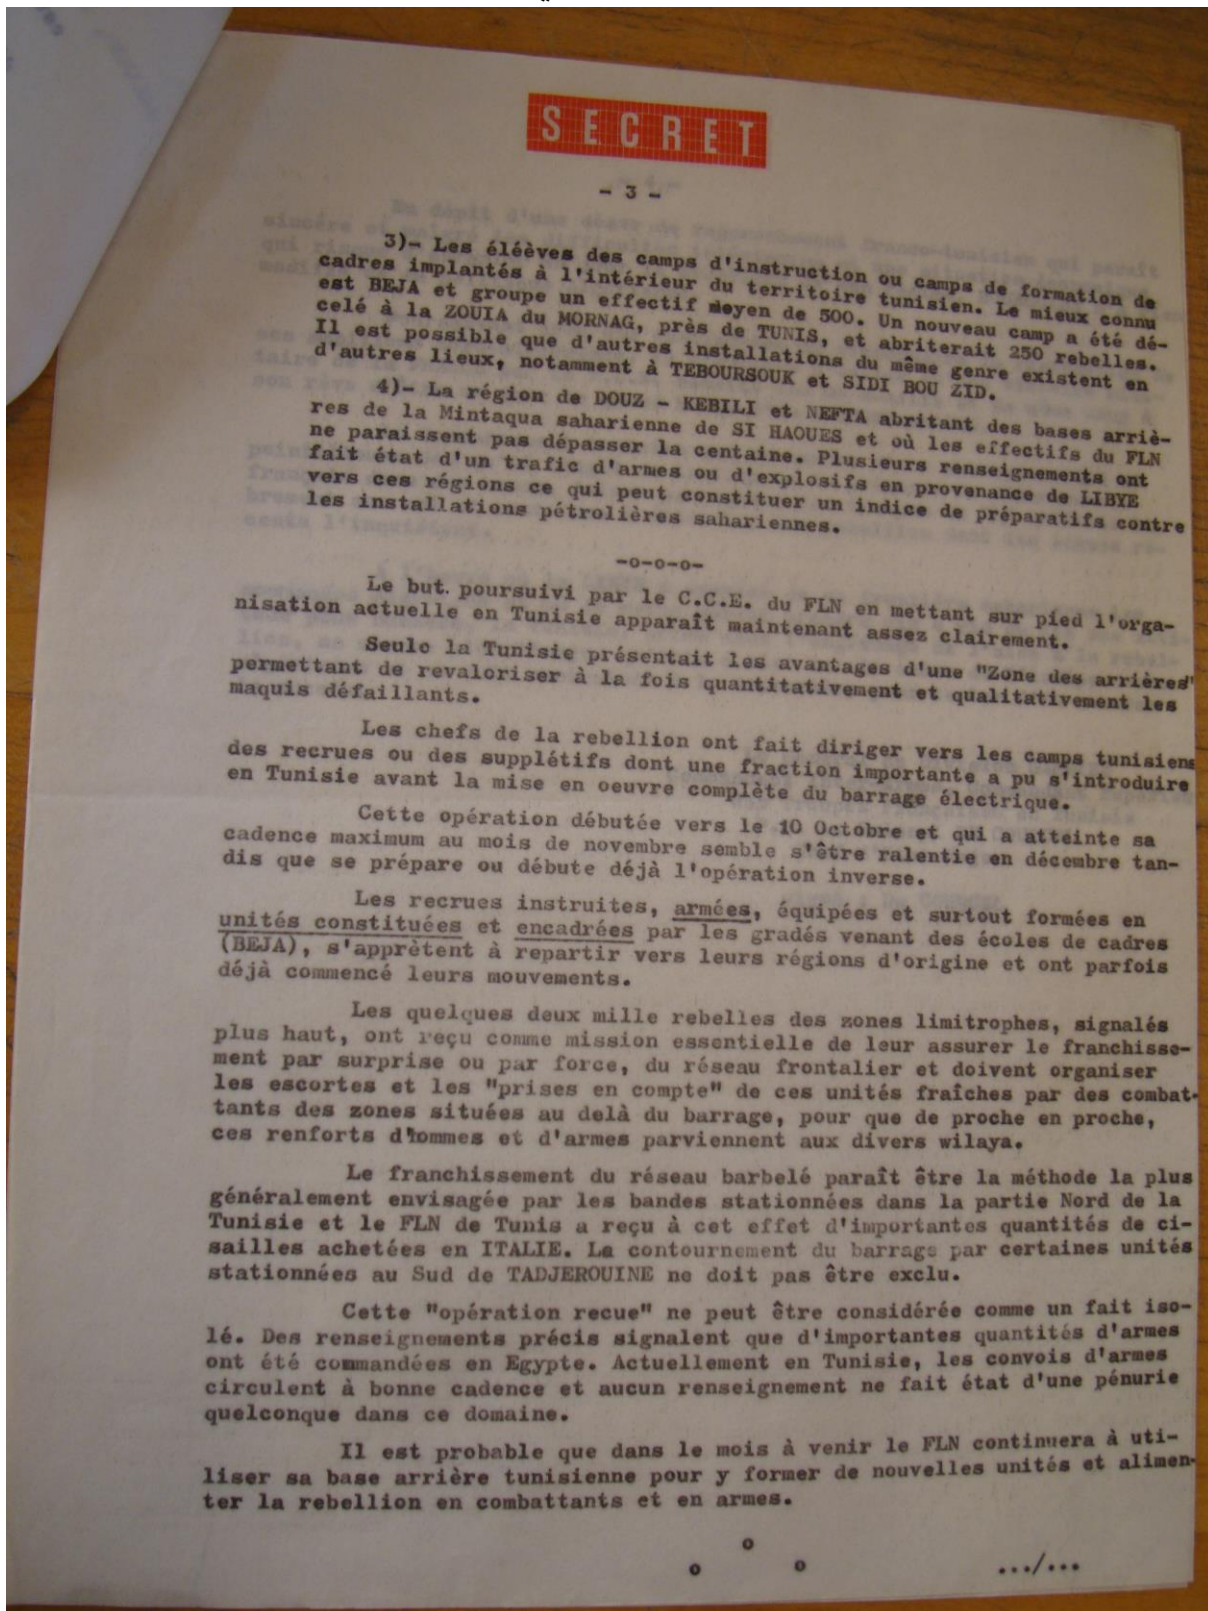 SECRET
- 3 -
3)- Les éléèves des camps d'instruction ou camps de formation de
cadres implantés à l'intérieur du territoire tunisien. Le mieux connu
est BEJA et groupe un effectif moyen de 500. Un nouveau camp a été dé-
celé à la ZOUIA du MORNAG, près de TUNIS, et abriterait 250 rebelles.
Il est possible que d'autres installations du même genre existent en
d'autres lieux, notamment à TEBOURSOUK et SIDI BOU ZID.
4)- La région de DOUZ - KEBILI et NEFTA abritant des bases arriè-
res de la Mintaqua saharienne de SI HAOUES et où les effectifs du FLN
ne paraissent pas dépasser la centaine. Plusieurs renseignements ont
fait état d'un trafic d'armes ou d'explosifs en provenance de LIBYE
vers ces régions ce qui peut constituer un indice de préparatifs contre
les installations pétrolières sahariennes.
-o-o-o-
Le but poursuivi par le C.C.E. du FLN en mettant sur pied l'orga-
nisation actuelle en Tunisie apparaît maintenant assez clairement.
Seule la Tunisie présentait les avantages d'une "Zone des arrières"
permettant de revaloriser à la fois quantitativement et qualitativement les
maquis défaillants.
Les chefs de la rebellion ont fait diriger vers les camps tunisiens
des recrues ou des supplétifs dont une fraction importante a pu s'introduire
en Tunisie avant la mise en oeuvre complète du barrage électrique.
Cette opération débutée vers le 10 Octobre et qui a atteinte sa
cadence maximum au mois de novembre semble s'être ralentie en décembre tan-
dis que se prépare ou débute déjà l'opération inverse.
Les recrues instruites, armées, équipées et surtout formées en
unités constituées et encadrées par les gradés venant des écoles de cadres
(BEJA), s'apprètent à repartir vers leurs régions d'origine et ont parfois
déjà commencé leurs mouvements.
Les quelques deux mille rebelles des zones limitrophes, signalés
plus haut, ont reçu comme mission essentielle de leur assurer le franchisse-
ment par surprise ou par force, du réseau frontalier et doivent organiser
les escortes et les "prises en compte" de ces unités fraîches par des combat-
tants des zones situées au delà du barrage, pour que de proche en proche,
ces renforts d'hommes et d'armes parviennent aux divers wilaya.
Le franchissement du réseau barbelé paraît être la méthode la plus
généralement envisagée par les bandes stationnées dans la partie Nord de la
Tunisie et le FLN de Tunis a reçu à cet effet d'importantes quantités de ci-
sailles achetées en ITALIE. Le contournement du barrage par certaines unités
stationnées au Sud de TADJEROUINE ne doit pas être exclu.
Cette "opération recue" ne peut être considérée comme un fait iso-
lé. Des renseignements précis signalent que d'importantes quantités d'armes
ont été commandées en Egypte. Actuellement en Tunisie, les convois d'armes
circulent à bonne cadence et aucun renseignement ne fait état d'une pénurie
quelconque dans ce domaine.
Il est probable que dans le mois à venir le FLN continuera à uti-
liser sa base arrière tunisienne pour y former de nouvelles unités et alimen-
ter la rebellion en combattants et en armes.
o
o o .../...